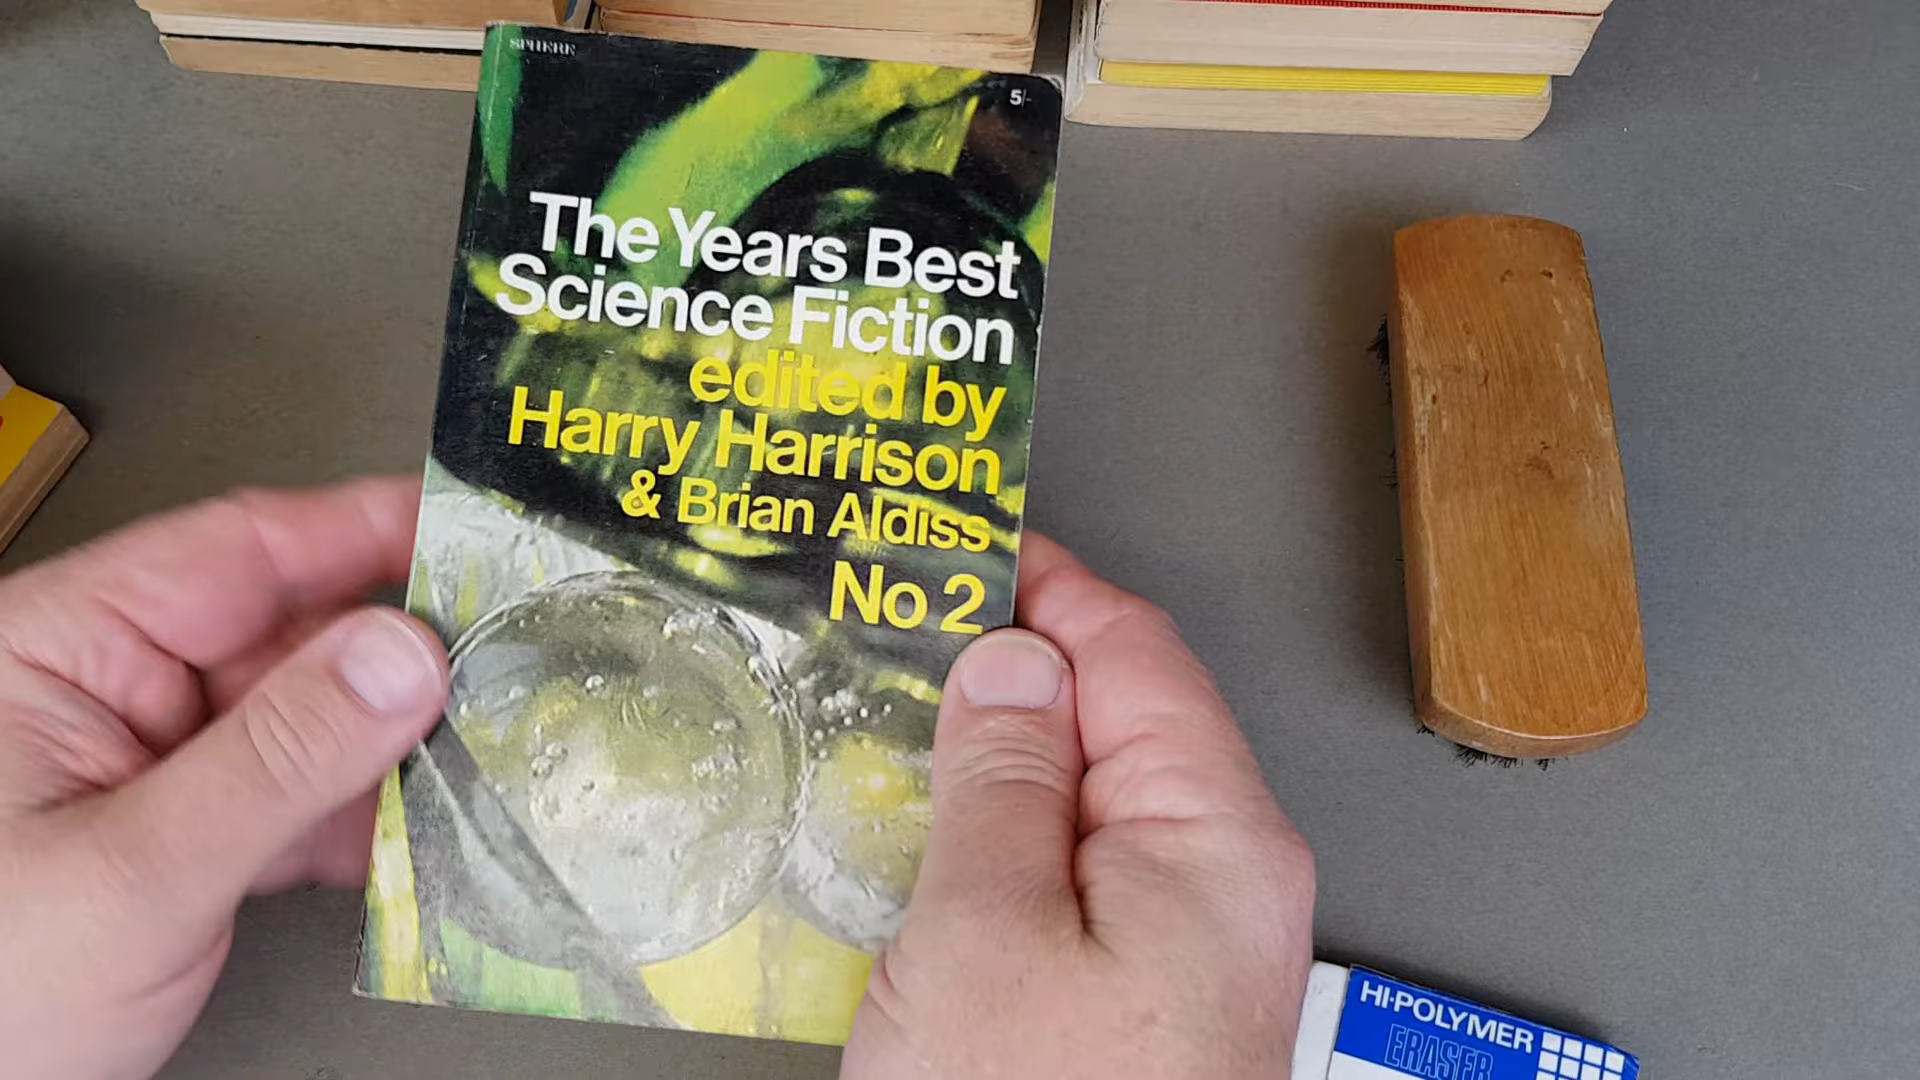 SPHERE
5/-
The Years Best
Science Fiction
edited by
Harry Harrison
& Brian Aldiss
No 2
HI-POLYMER
ERASER